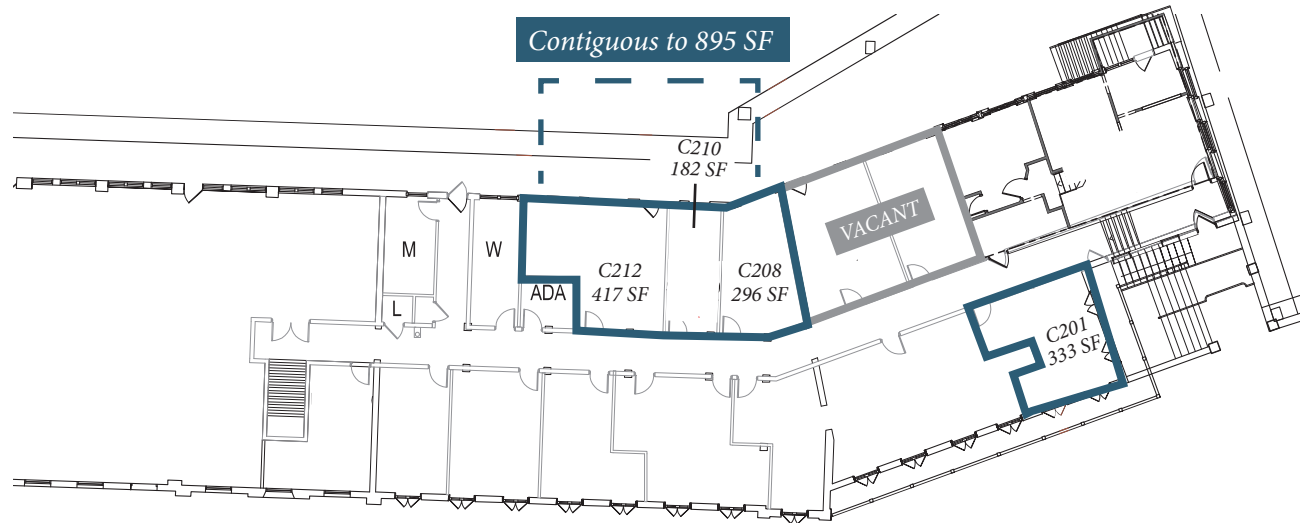 Contiguous to 895 SF
C210
182 SF
VACANT
M
W
C212
417 SF
C208
296 SF
ADA
L
C201
333 SF